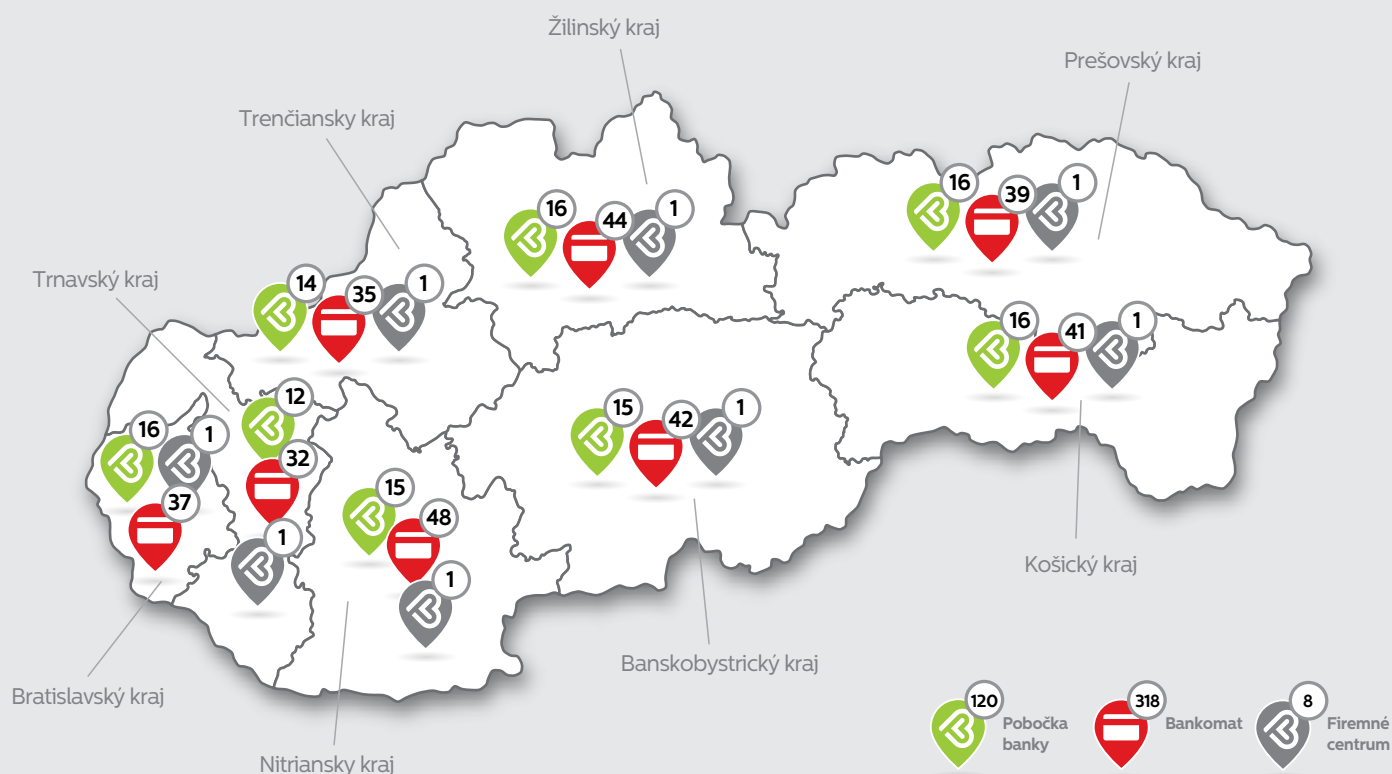 Žilinský kraj
Prešovský kraj
Trenčiansky kraj
16
39
1
16
44
1
Trnavský kraj
14
35
1
16
41
1
12
15
42
1
16
1
32
37
15
48
1
1
Košický kraj
Banskobystrický kraj
Bratislavský kraj
Nitriansky kraj
120
Pobočka
banky
318
Bankomat
8
Firemné
centrum